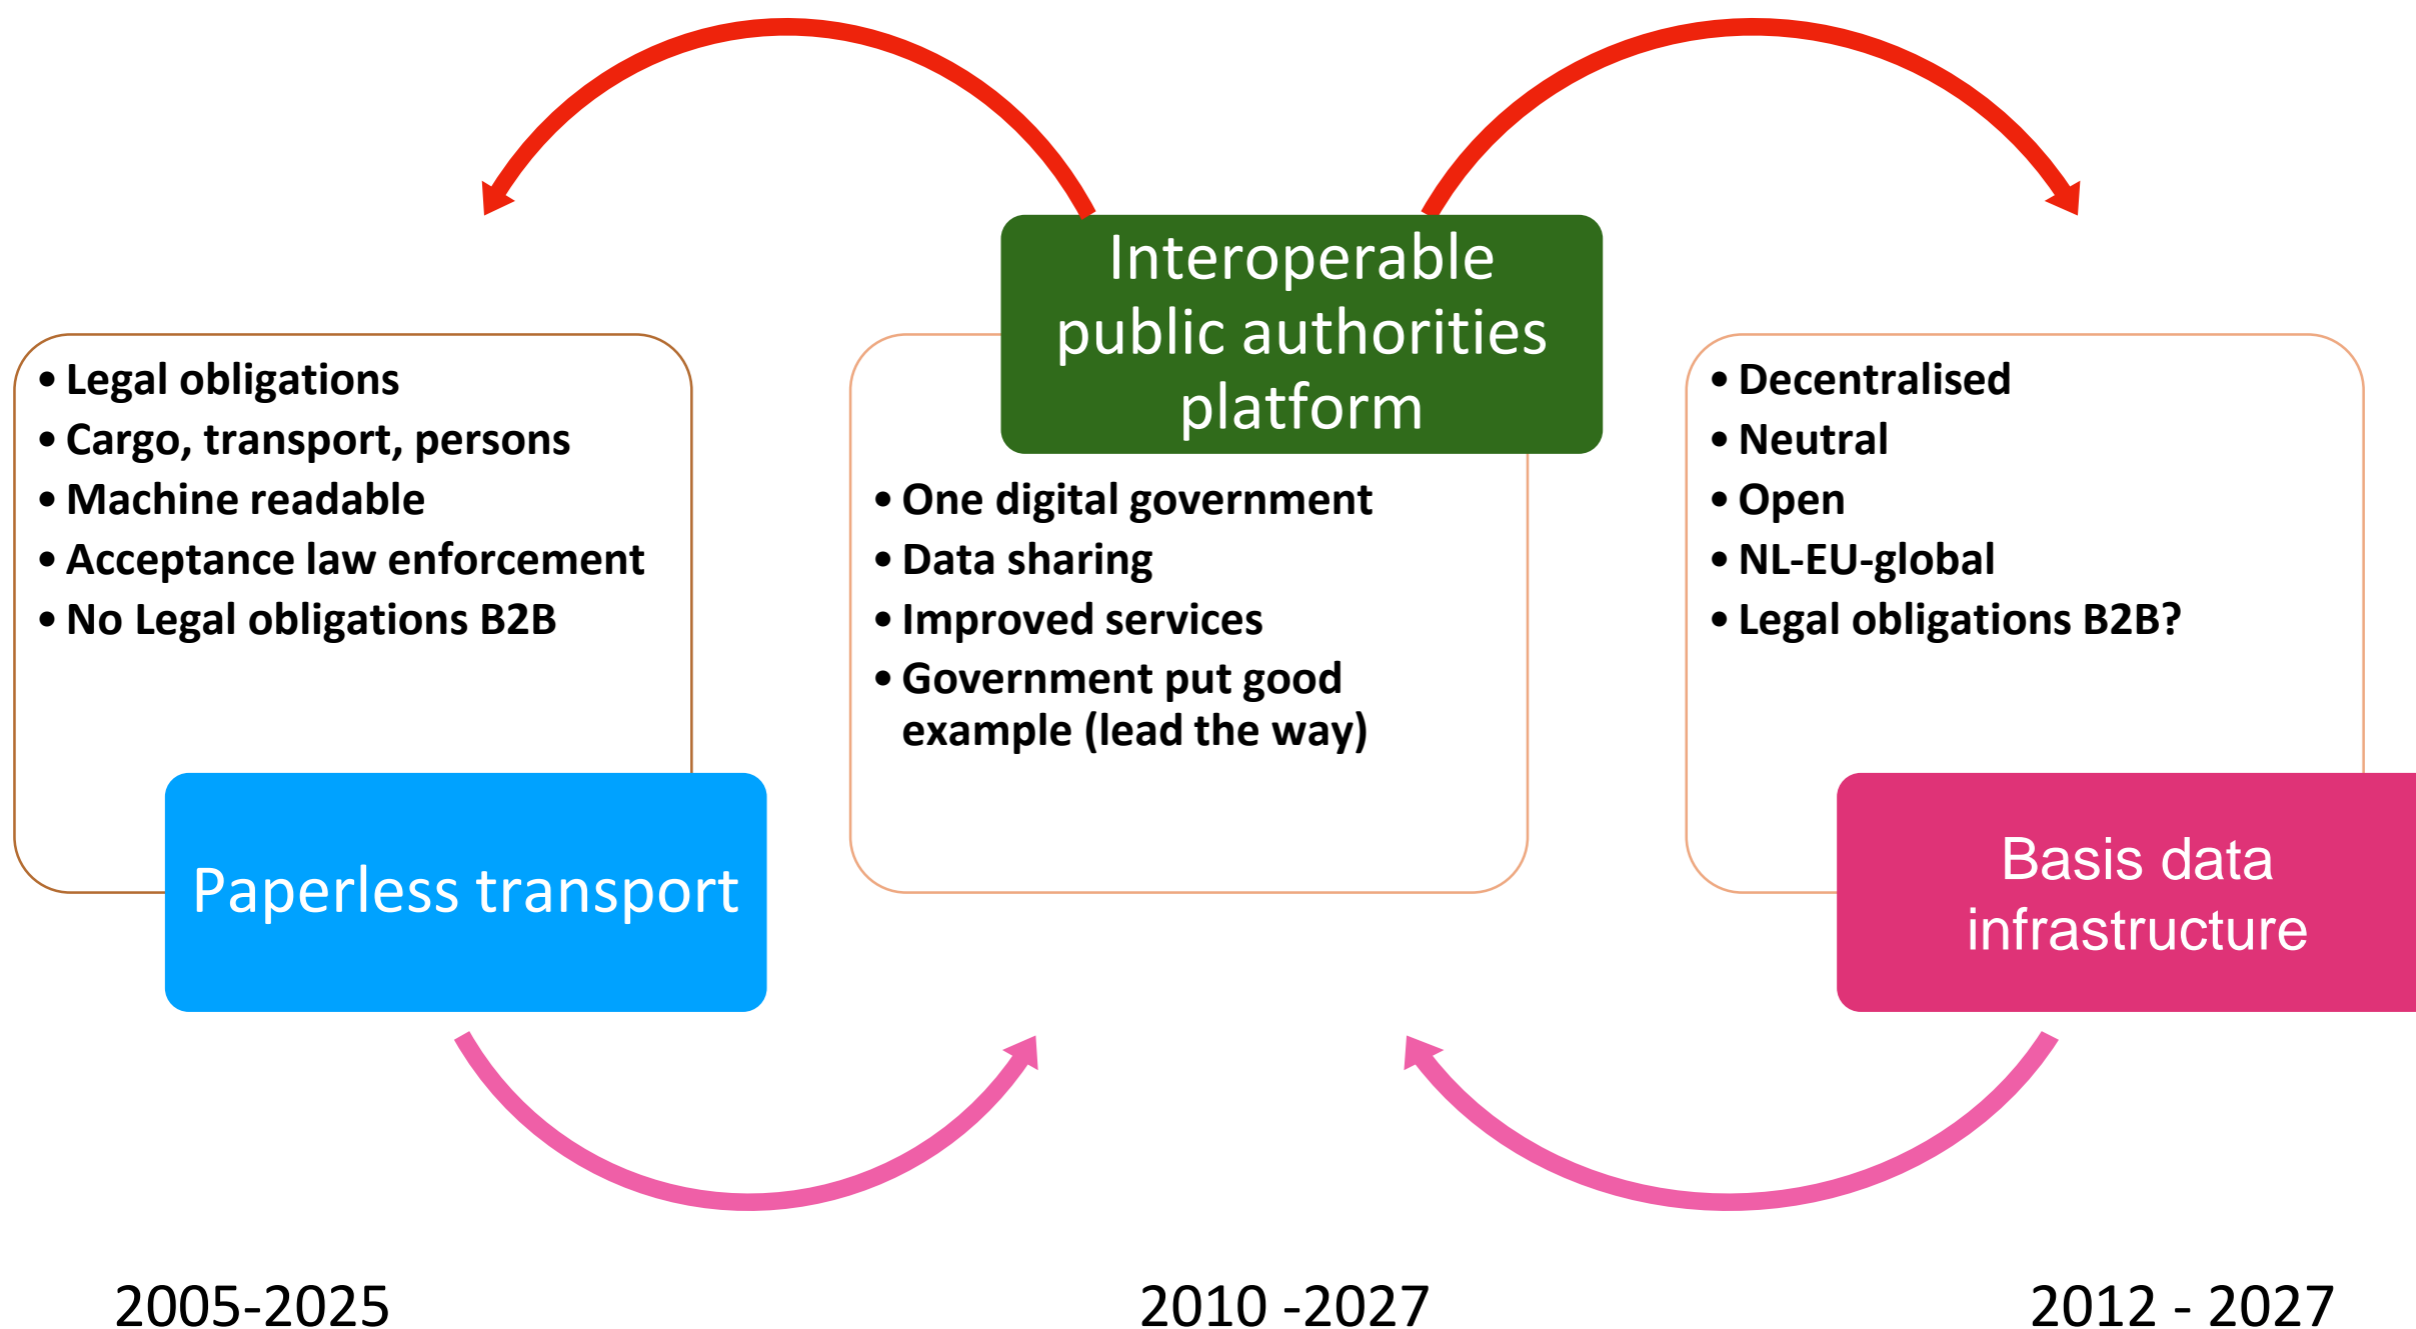 • Legal obligations
• Cargo, transport, persons
• Machine readable
• Acceptance law enforcement
• No Legal obligations B2B
Paperless transport
Interoperable
public authorities
platform
• One digital government
• Data sharing
• Improved services
• Government put good
example (lead the way)
• Decentralised
• Neutral
• Open
• NL-EU-global
• Legal obligations B2B?
Basis data
infrastructure
2005-2025
2010 -2027
2012 - 2027